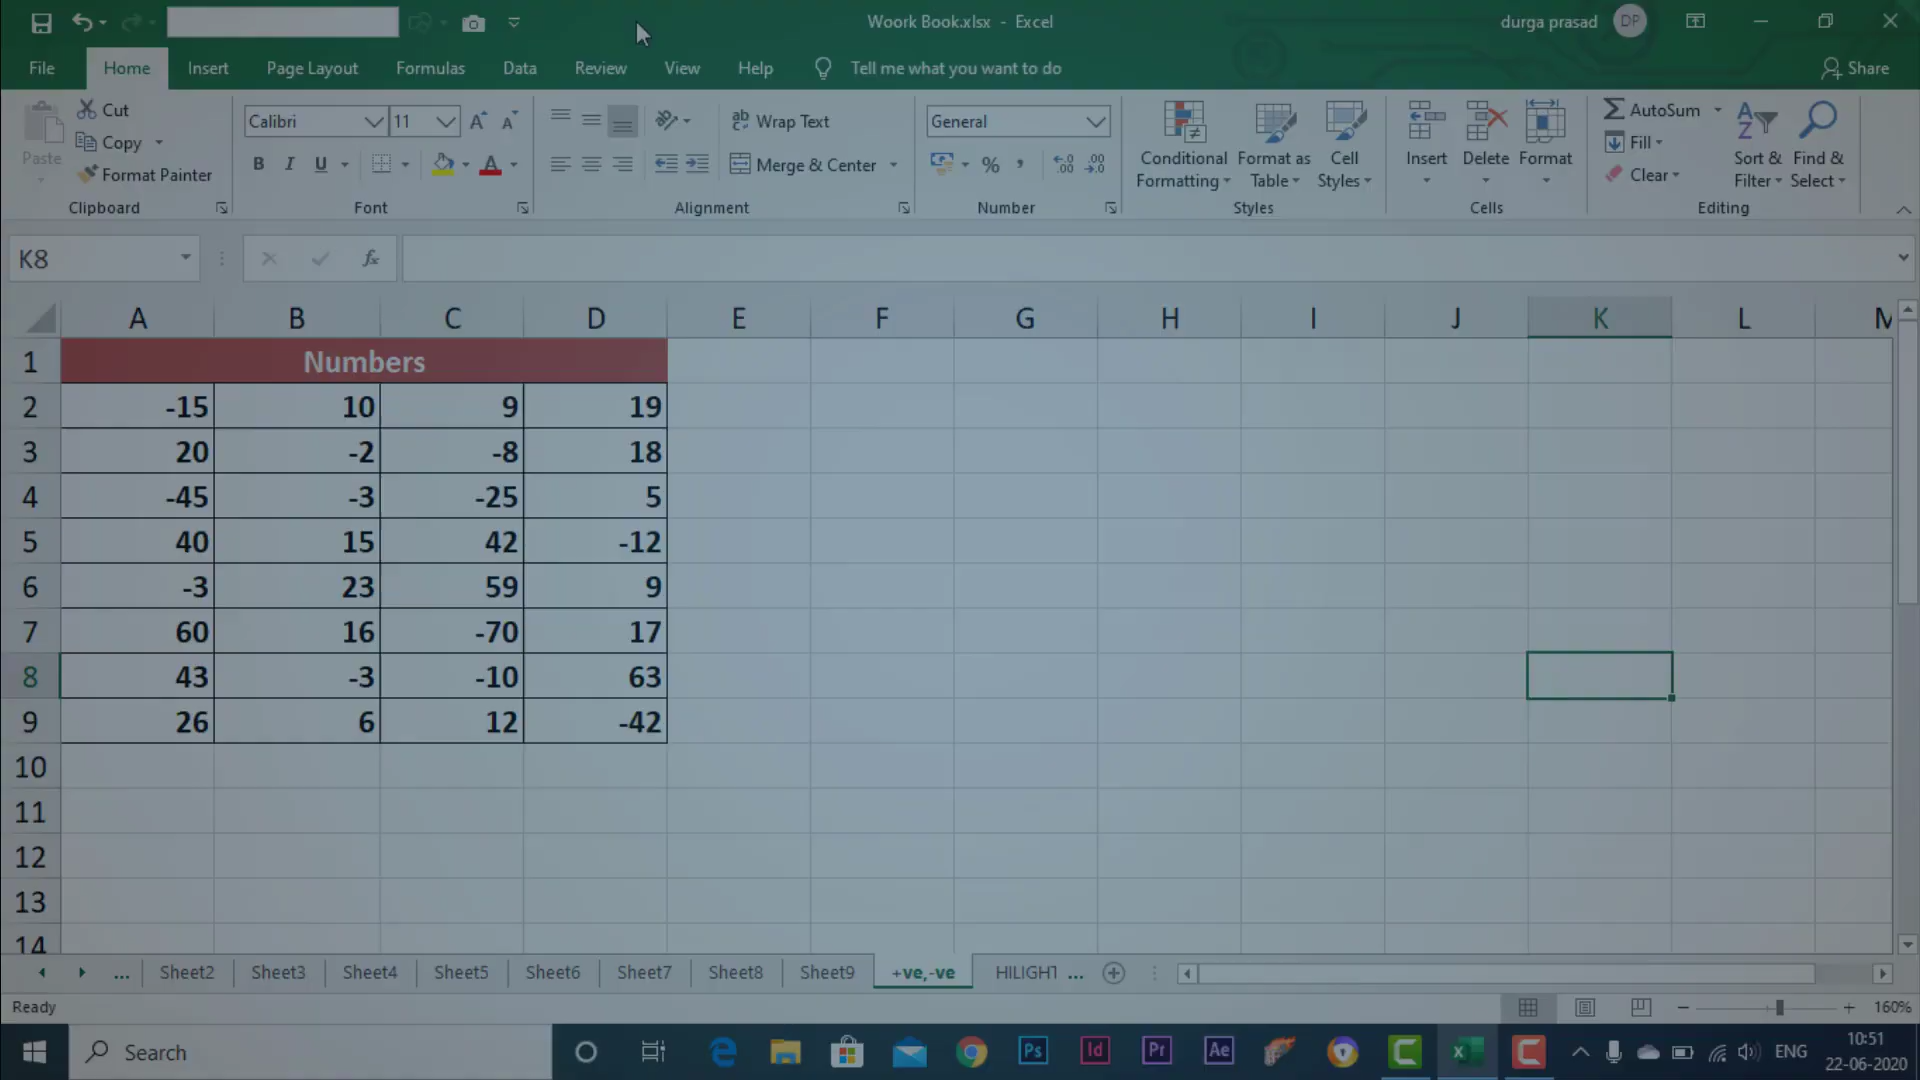 Woork Book.xlsx - Excel
durga prasad DP
File Home Insert Page Layout Formulas Data Review View Help Tell me what you want to do Share
Paste Cut Copy Format Painter Clipboard
Calibri 11 B I U A Font
Wrap Text Merge & Center Alignment
General % , Number
Conditional Formatting Format as Table Cell Styles Styles
Insert Delete Format Cells
AutoSum Fill Clear Sort & Filter Find & Select Editing
K8 fx
A B C D E F G H I J K L M
1 Numbers
2 -15 10 9 19
3 20 -2 -8 18
4 -45 -3 -25 5
5 40 15 42 -12
6 -3 23 59 9
7 60 16 -70 17
8 43 -3 -10 63
9 26 6 12 -42
10
11
12
13
14
... Sheet2 Sheet3 Sheet4 Sheet5 Sheet6 Sheet7 Sheet8 Sheet9 +ve,-ve HILIGHT ...
Ready 160%
Search Ps Id Pr Ae ENG 10:51
22-06-2020